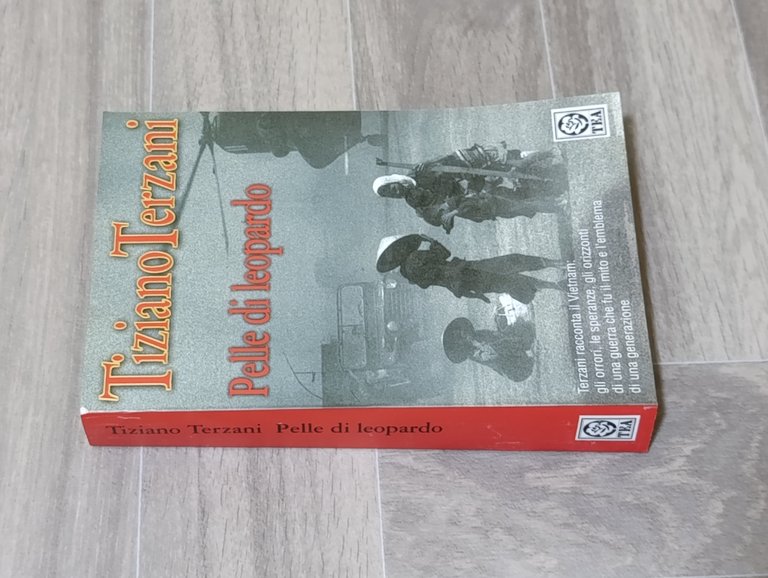 Tiziano Terzani
Pelle di leopardo
Terzani racconta il Vietnam:
gli orrori, le speranze, gli orizzonti
di una guerra che fu il mito e l'emblema
di una generazione
TEA
Tiziano Terzani Pelle di leopardo
TEA